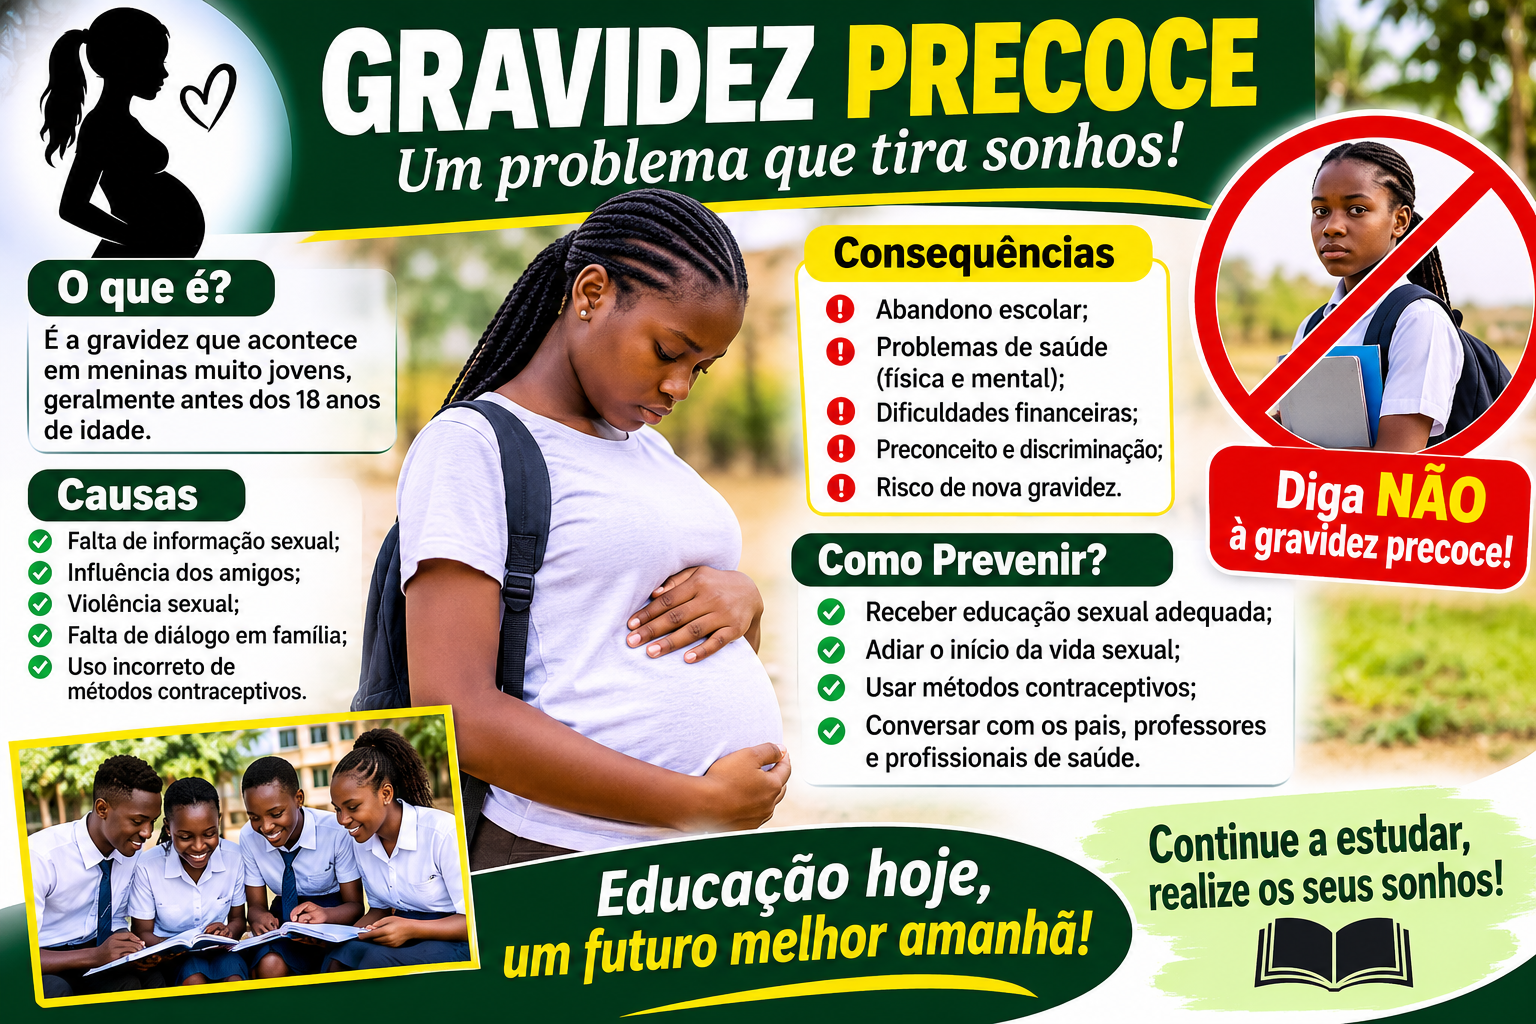 GRAVIDEZ PRECOCE
Um problema que tira sonhos!
O que é?
É a gravidez que acontece
em meninas muito jovens,
geralmente antes dos 18 anos
de idade.
Causas
Falta de informação sexual;
Influência dos amigos;
Violência sexual;
Falta de diálogo em família;
Uso incorreto de
métodos contraceptivos.
Consequências
Abandono escolar;
Problemas de saúde
(física e mental);
Dificuldades financeiras;
Preconceito e discriminação;
Risco de nova gravidez.
Como Prevenir?
Receber educação sexual adequada;
Adiar o início da vida sexual;
Usar métodos contraceptivos;
Conversar com os pais, professores
e profissionais de saúde.
Diga NÃO
à gravidez precoce!
Educação hoje,
um futuro melhor amanhã!
Continue a estudar,
realize os seus sonhos!